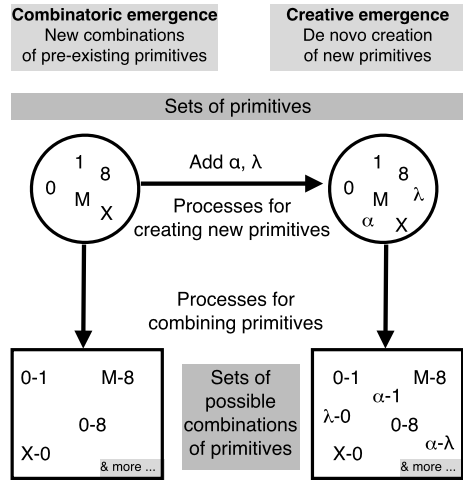 Combinatoric emergence
New combinations
of pre-existing primitives
Creative emergence
De novo creation
of new primitives
Sets of primitives
1
0
8
M
X
Add α, λ
Processes for
creating new primitives
1
0
8
M
λ
α
X
Processes for
combining primitives
0-1 M-8
0-8
X-0
& more ...
Sets of
possible
combinations
of primitives
0-1 M-8
α-1
λ-0
0-8
α-λ
X-0
& more ...